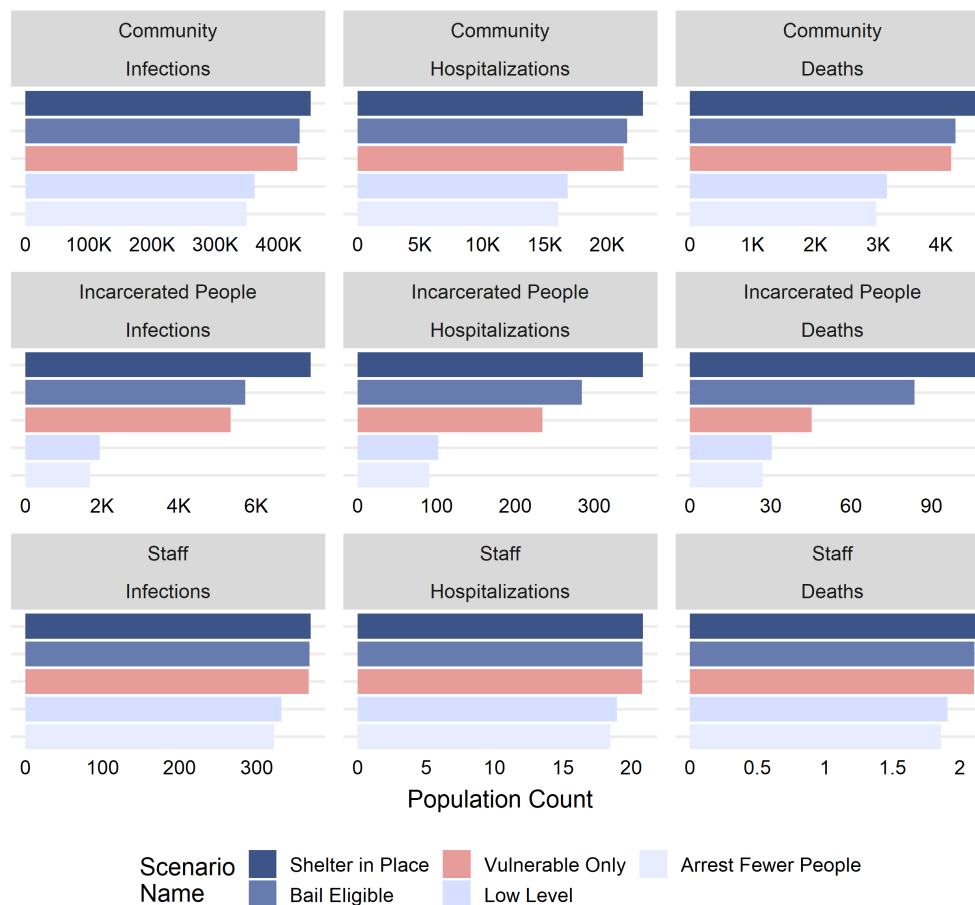 Community Community Community
Infections Hospitalizations Deaths
0 100K 200K 300K 400K 0 5K 10K 15K 20K 0 1K 2K 3K 4K
Incarcerated People Incarcerated People Incarcerated People
Infections Hospitalizations Deaths
0 2K 4K 6K 0 100 200 300 0 30 60 90
Staff Staff Staff
Infections Hospitalizations Deaths
0 100 200 300 0 5 10 15 20 0 0.5 1 1.5 2
Population Count
Scenario Name
Shelter in Place Vulnerable Only Arrest Fewer People
Bail Eligible Low Level